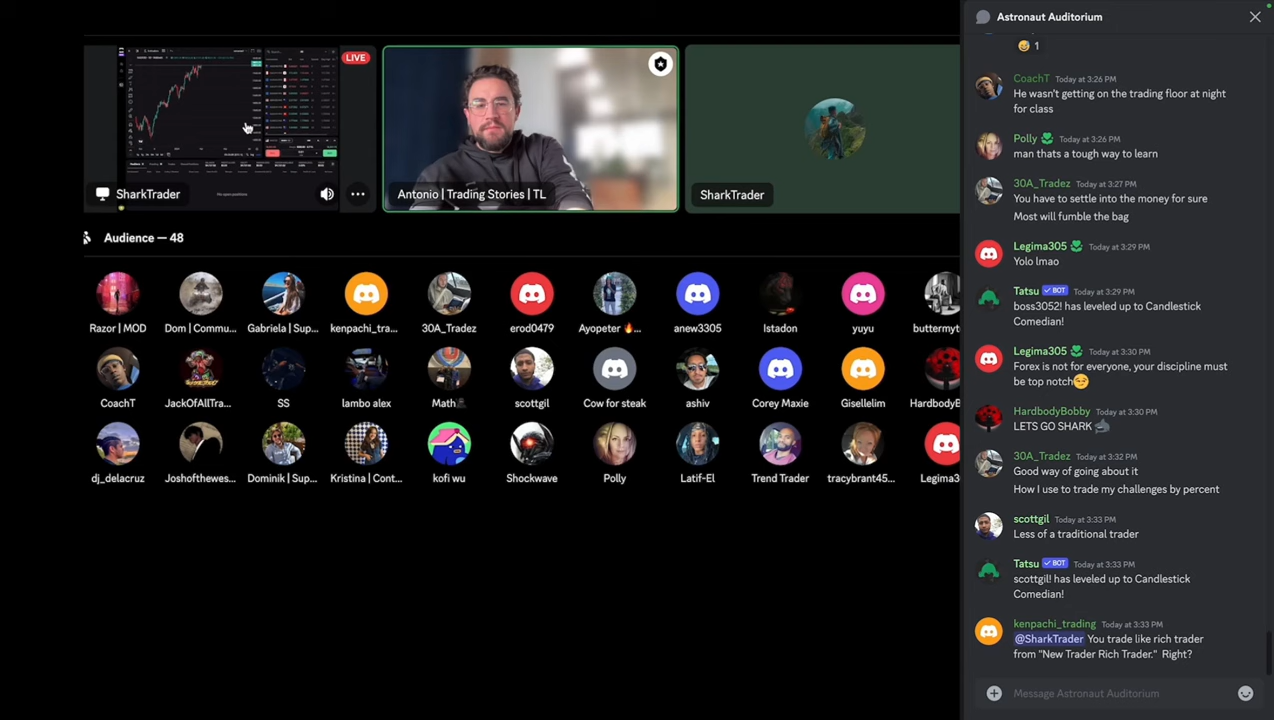 LIVE
SharkTrader
Antonio | Trading Stories | TL
SharkTrader
Audience — 48
Razor | MOD
Dom | Commu...
Gabriela | Sup...
kenpachi_tra...
30A_Tradez
erod0479
Ayopeter 🔥...
anew3305
Istadon
yuyu
buttermyt
CoachT
JackOfAllTra...
SS
lambo alex
Math
scottgil
Cow for steak
ashiv
Corey Maxie
Gisellelim
HardbodyB
dj_delacruz
Joshofthewes...
Dominik | Sup...
Kristina | Cont...
kofi wu
Shockwave
Polly
Latif-El
Trend Trader
tracybrant45...
Legima3
Astronaut Auditorium
1
CoachT Today at 3:26 PM
He wasn't getting on the trading floor at night
for class
Polly Today at 3:26 PM
man thats a tough way to learn
30A_Tradez Today at 3:27 PM
You have to settle into the money for sure
Most will fumble the bag
Legima305 Today at 3:29 PM
Yolo lmao
Tatsu BOT Today at 3:29 PM
boss3052! has leveled up to Candlestick
Comedian!
Legima305 Today at 3:30 PM
Forex is not for everyone, your discipline must
be top notch😏
HardbodyBobby Today at 3:30 PM
LETS GO SHARK 🦈
30A_Tradez Today at 3:32 PM
Good way of going about it
How I use to trade my challenges by percent
scottgil Today at 3:33 PM
Less of a traditional trader
Tatsu BOT Today at 3:33 PM
scottgil! has leveled up to Candlestick
Comedian!
kenpachi_trading Today at 3:33 PM
@SharkTrader You trade like rich trader
from "New Trader Rich Trader." Right?
Message Astronaut Auditorium